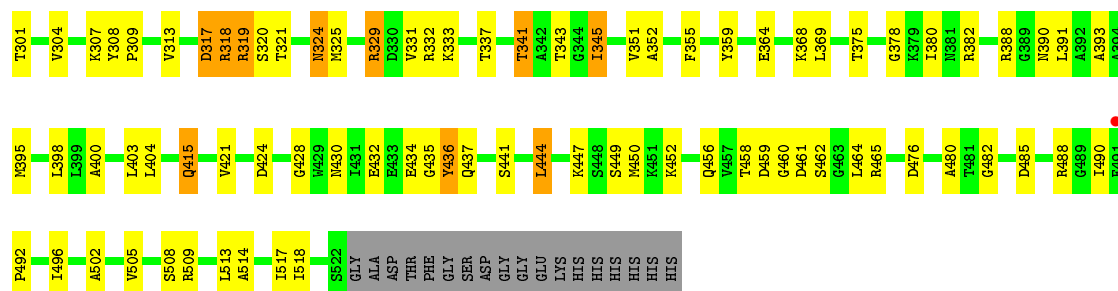 T301 V304 K307 Y308 P309 V313 D317 R318 R319 S320 T321 N324 M325 R329 D330 V331 R332 K333 T337 T341 A342 T343 G344 I345 V351 A352 F355 Y359 E364 K368 L369 T375 G378 K379 I380 N381 R382 R388 G389 N390 L391 A392 A393
M395 L398 L399 A400 L403 L404 Q415 V421 D424 G428 W429 N430 I431 E432 E433 E434 G435 Y436 Q437 S441 L444 K447 S448 S449 M450 K451 K452 Q456 V457 T458 D459 G460 D461 S462 G463 L464 R465 D476 A480 T481 G482 D485 R488 G489 I490
P492 I496 A502 V505 S508 R509 L513 A514 I517 I518 S522 GLY ALA ASP THR PHE GLY SER ASP GLY GLY GLU LYS HIS HIS HIS HIS HIS HIS